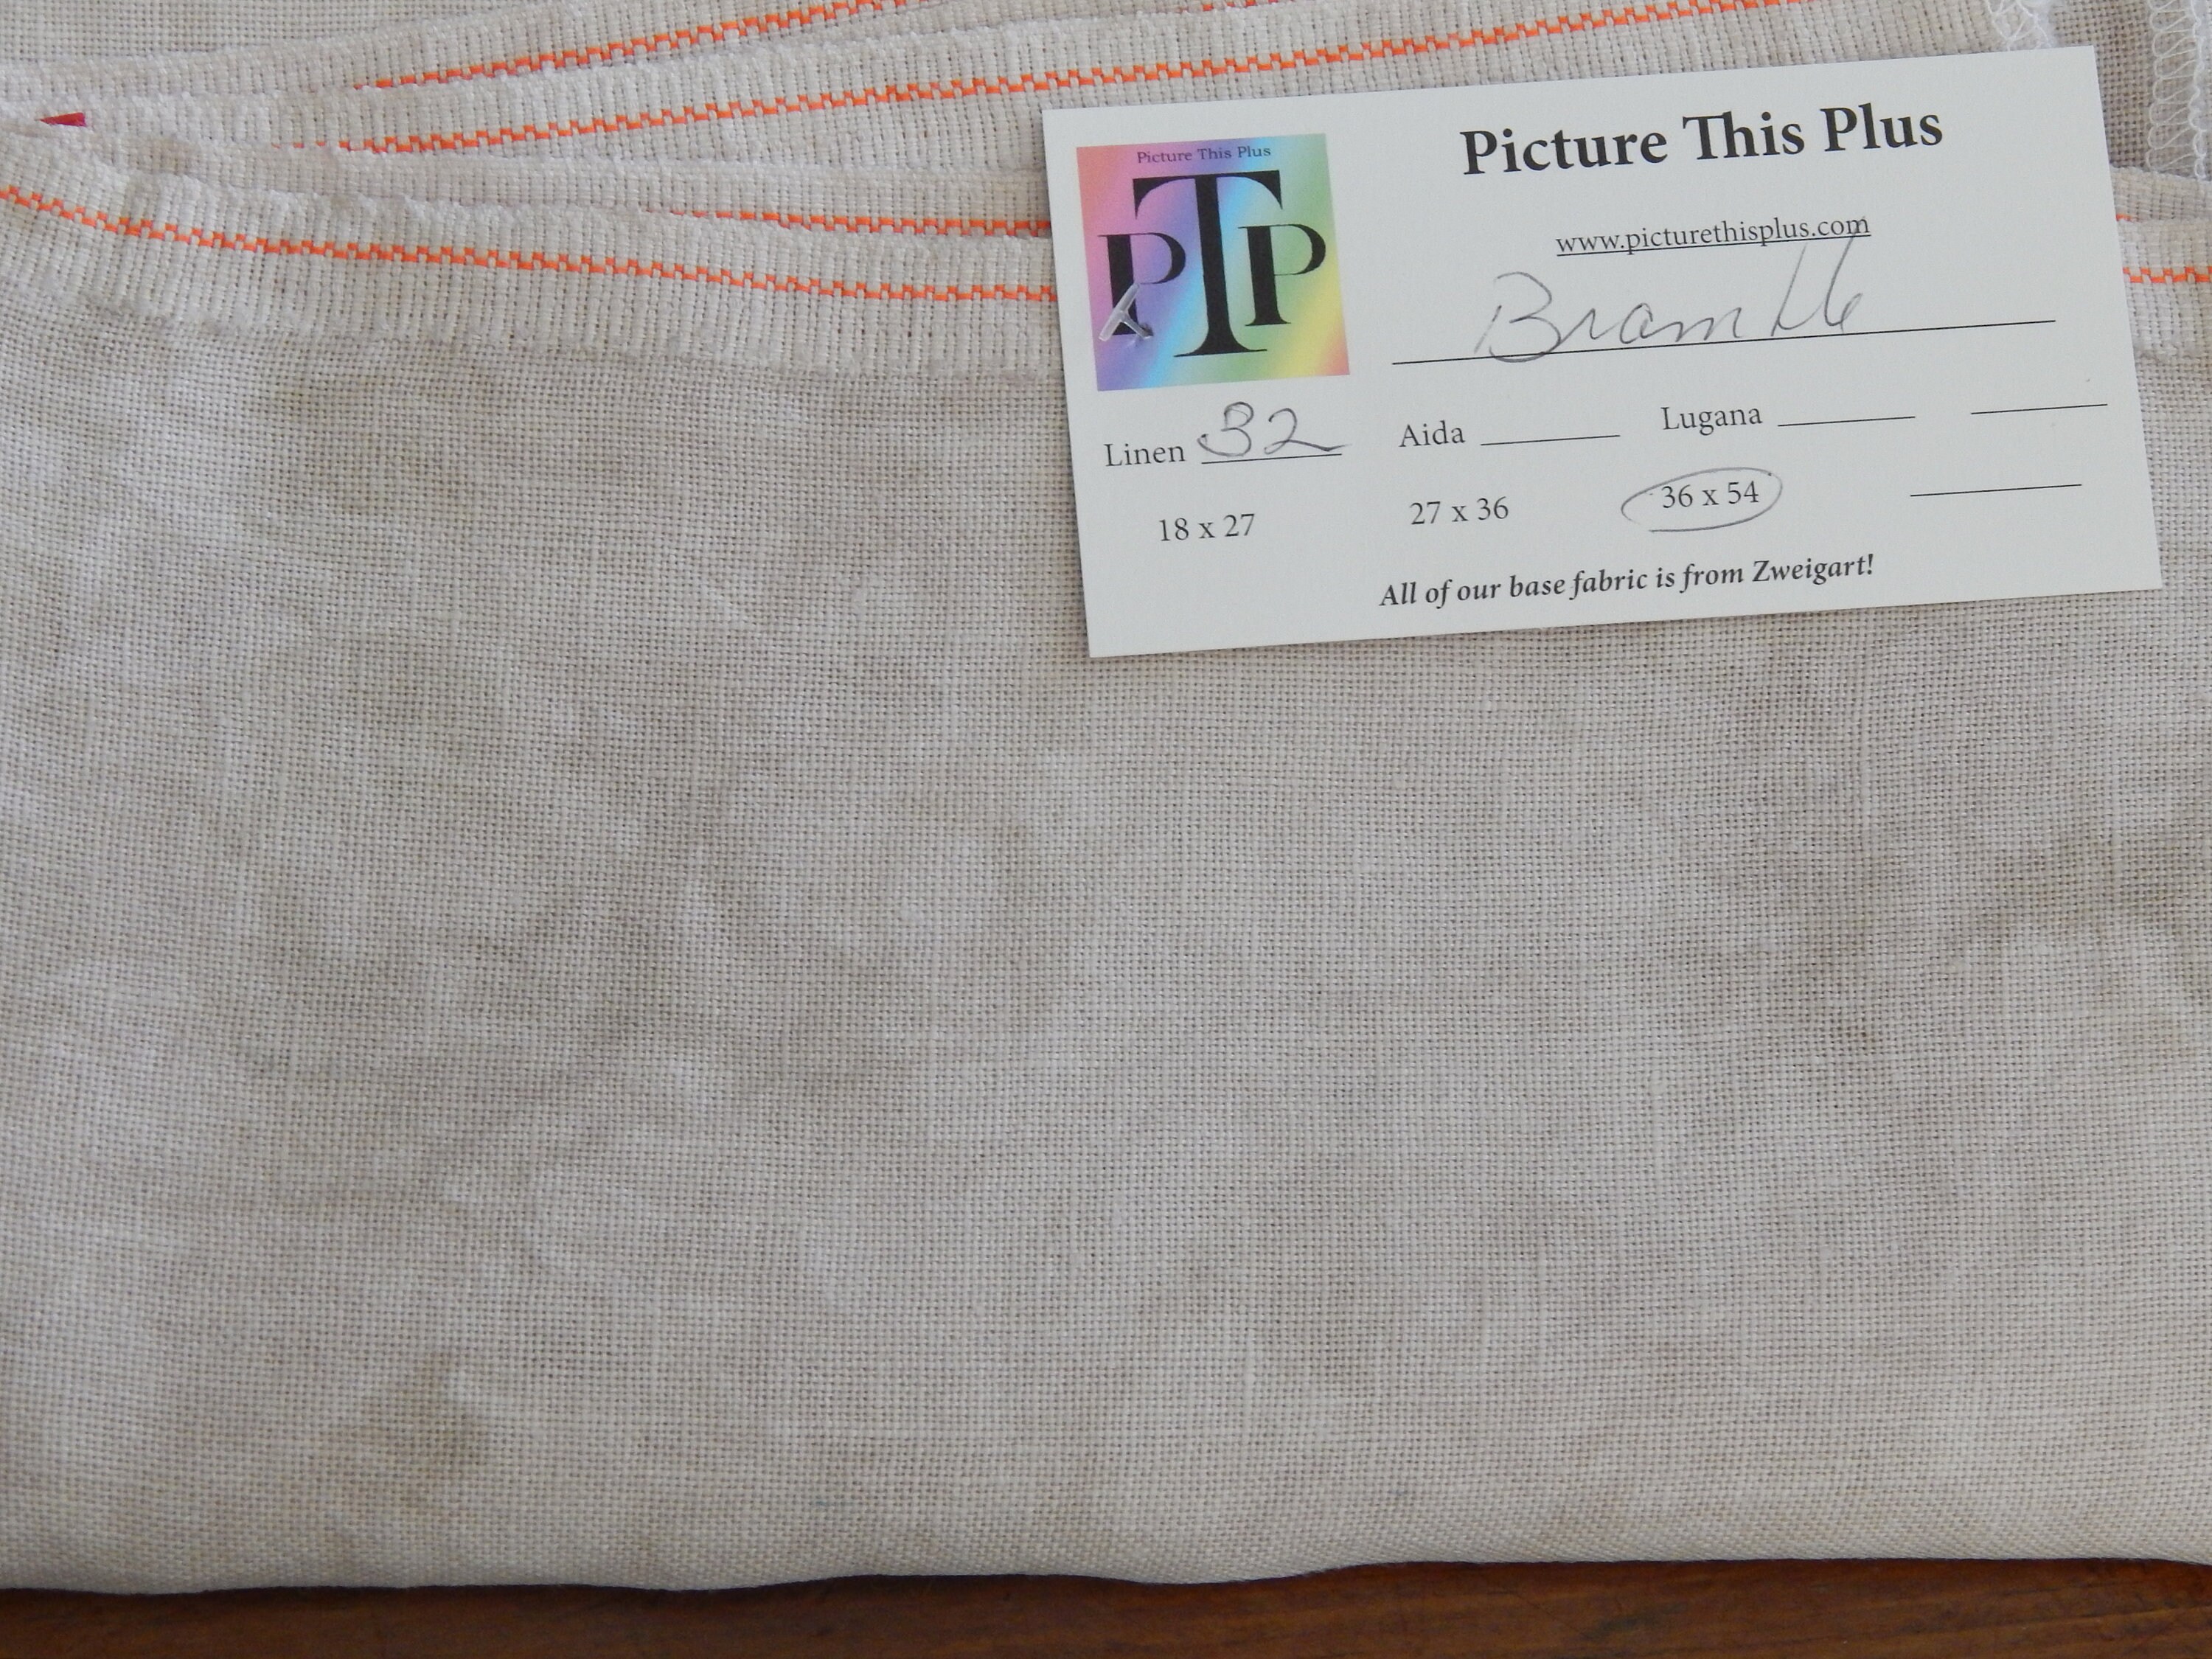 Picture This Plus
PTP
Picture This Plus
www.picturethisplus.com
Bramble
Linen 32 Aida Lugana
18 x 27 27 x 36 36 x 54
All of our base fabric is from Zweigart!